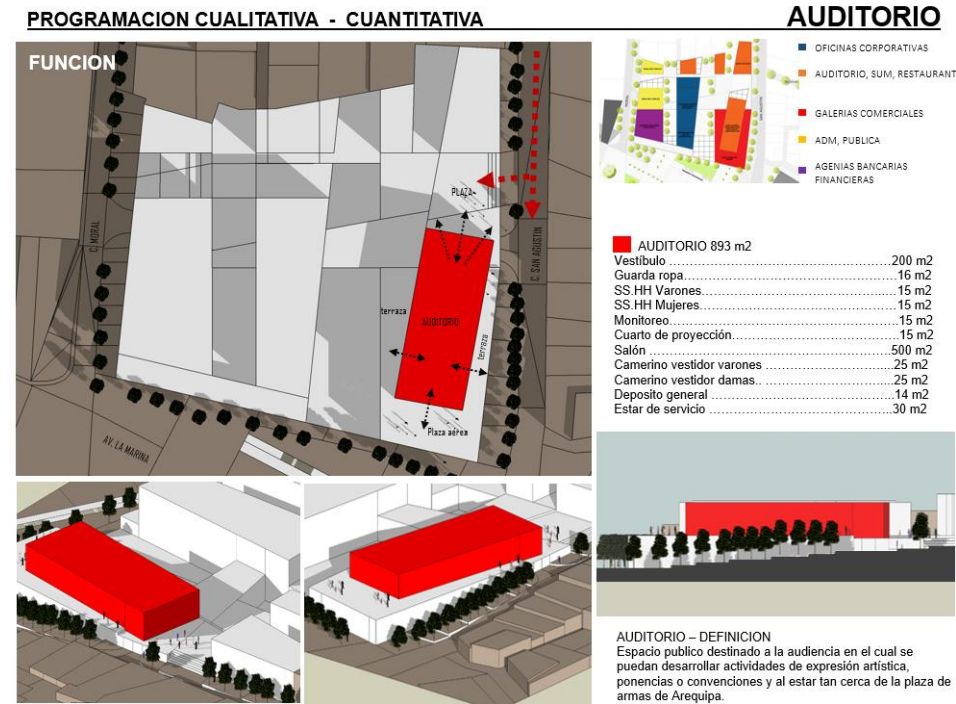 PROGRAMACION CUALITATIVA - CUANTITATIVA
AUDITORIO
FUNCION
PLAZA
C. MORAL
C. SAN AGUSTIN
terraza
AUDITORIO
terraza
Plaza aérea
AV. LA MARINA
OFICINAS CORPORATIVAS
AUDITORIO, SUM, RESTAURANT
GALERIAS COMERCIALES
ADM, PUBLICA
AGENIAS BANCARIAS
FINANCIERAS
AUDITORIO 893 m2
Vestíbulo ........................................200 m2
Guarda ropa........................................16 m2
SS.HH Varones........................................15 m2
SS.HH Mujeres........................................15 m2
Monitoreo........................................15 m2
Cuarto de proyección........................................15 m2
Salón ........................................500 m2
Camerino vestidor varones ........................25 m2
Camerino vestidor damas.. ........................25 m2
Deposito general ........................................14 m2
Estar de servicio ........................................30 m2
AUDITORIO – DEFINICION
Espacio publico destinado a la audiencia en el cual se
puedan desarrollar actividades de expresión artística,
ponencias o convenciones y al estar tan cerca de la plaza de
armas de Arequipa.